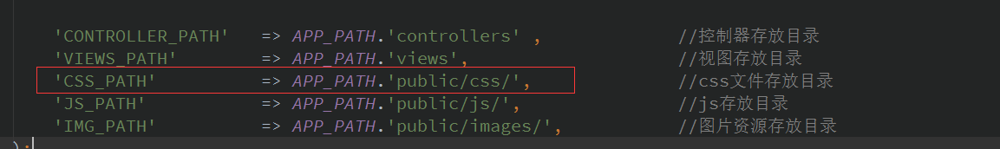 'CONTROLLER_PATH'   => APP_PATH.'controllers' ,            //控制器存放目录
'VIEWS_PATH'        => APP_PATH.'views',                   //视图存放目录
'CSS_PATH'          => APP_PATH.'public/css/',             //css文件存放目录
'JS_PATH'           => APP_PATH.'public/js/',              //js存放目录
'IMG_PATH'          => APP_PATH.'public/images/',          //图片资源存放目录
);